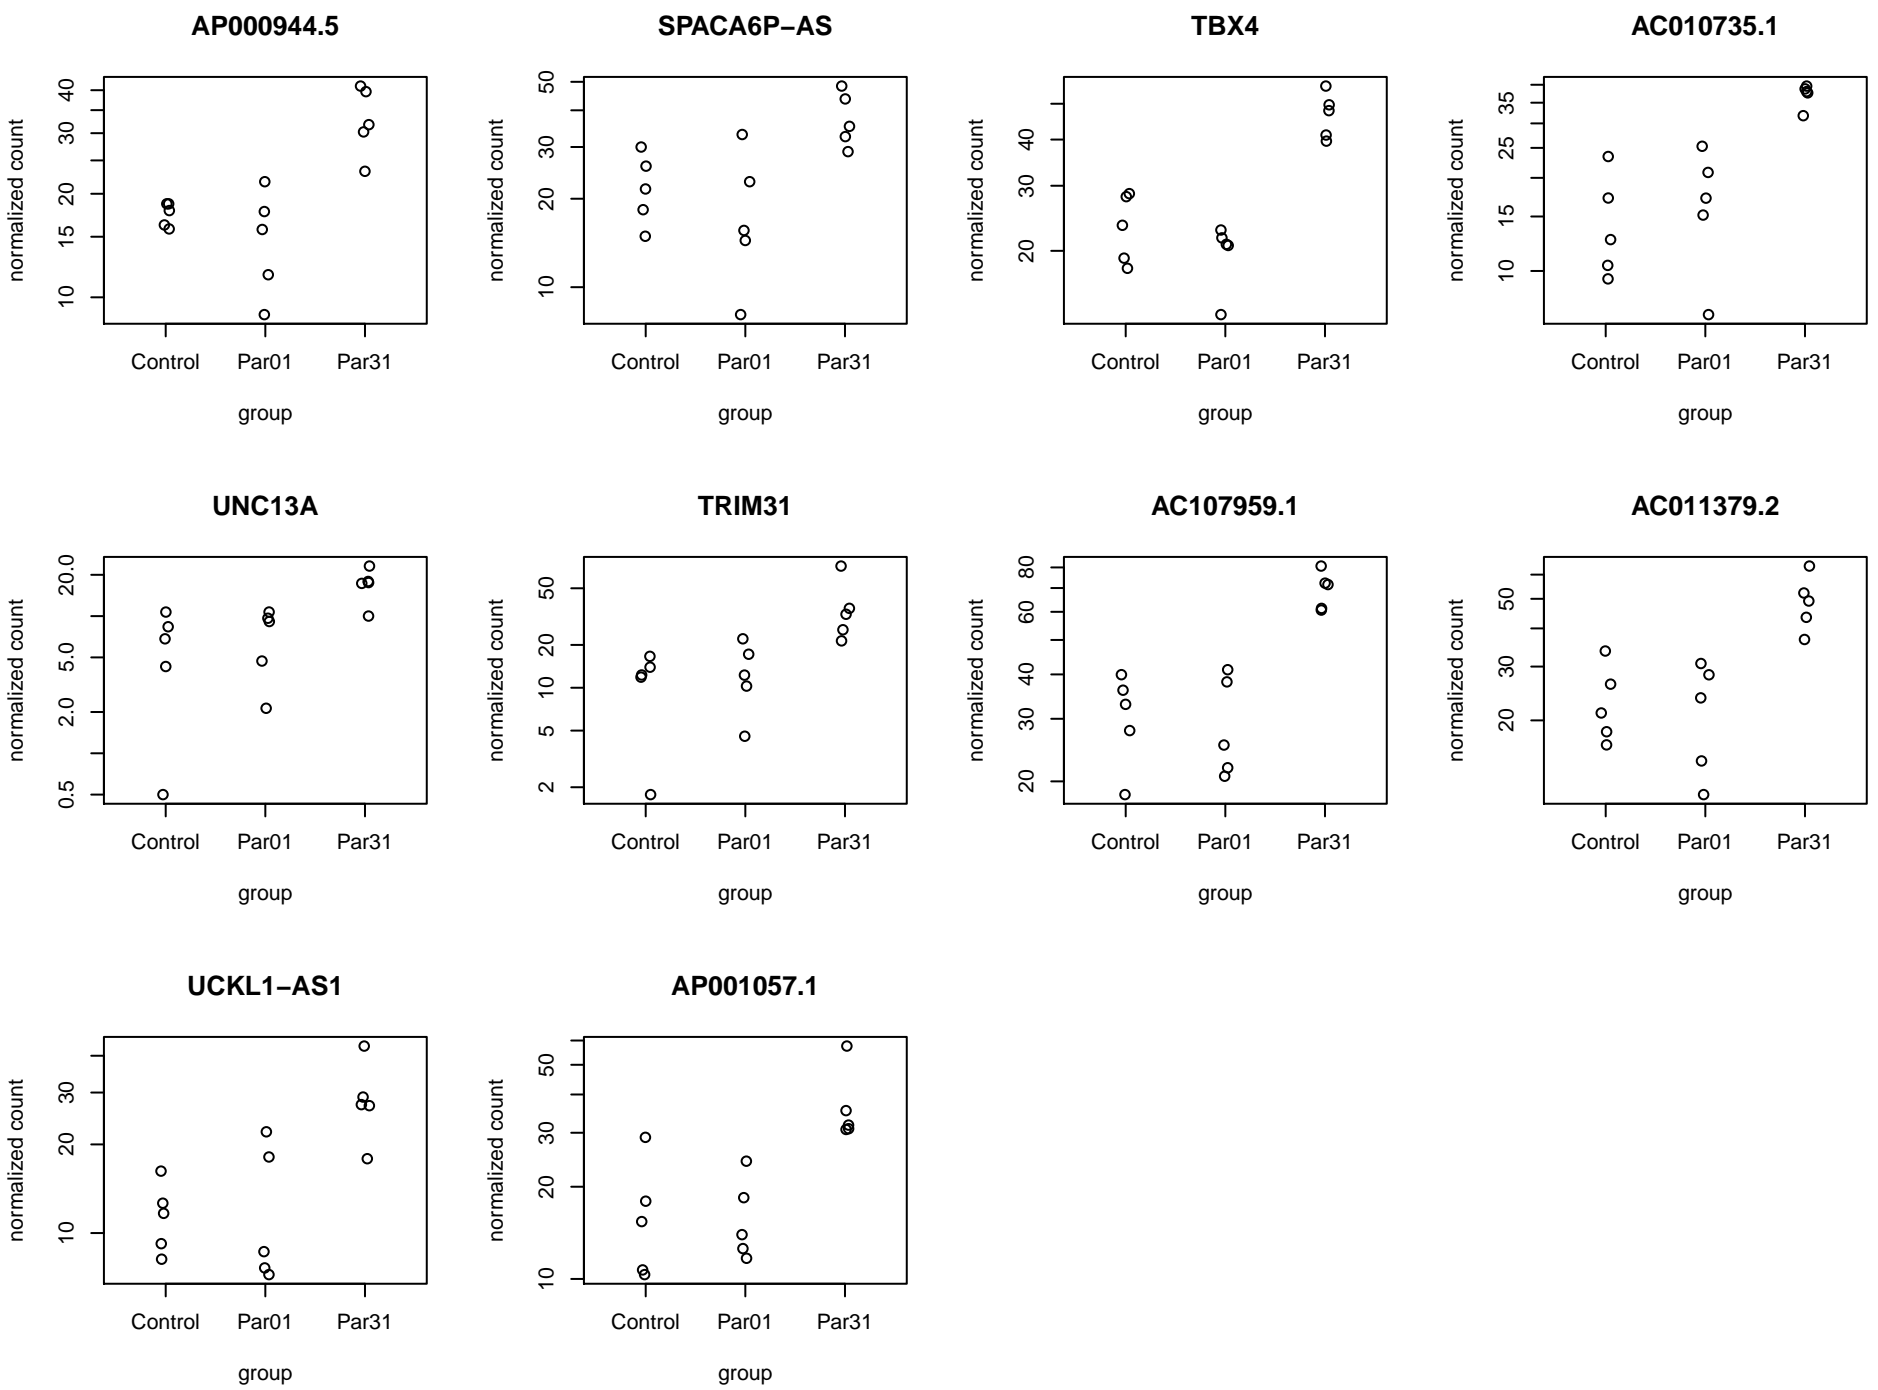 AP000944.5
normalized count
40
30
20
15
10
Control Par01 Par31
group
SPACA6P−AS
normalized count
50
30
20
10
Control Par01 Par31
group
TBX4
normalized count
40
30
20
Control Par01 Par31
group
AC010735.1
normalized count
35
25
15
10
Control Par01 Par31
group
UNC13A
normalized count
20.0
5.0
2.0
0.5
Control Par01 Par31
group
TRIM31
normalized count
50
20
10
5
2
Control Par01 Par31
group
AC107959.1
normalized count
80
60
40
30
20
Control Par01 Par31
group
AC011379.2
normalized count
50
30
20
Control Par01 Par31
group
UCKL1−AS1
normalized count
30
20
10
Control Par01 Par31
group
AP001057.1
normalized count
50
30
20
10
Control Par01 Par31
group